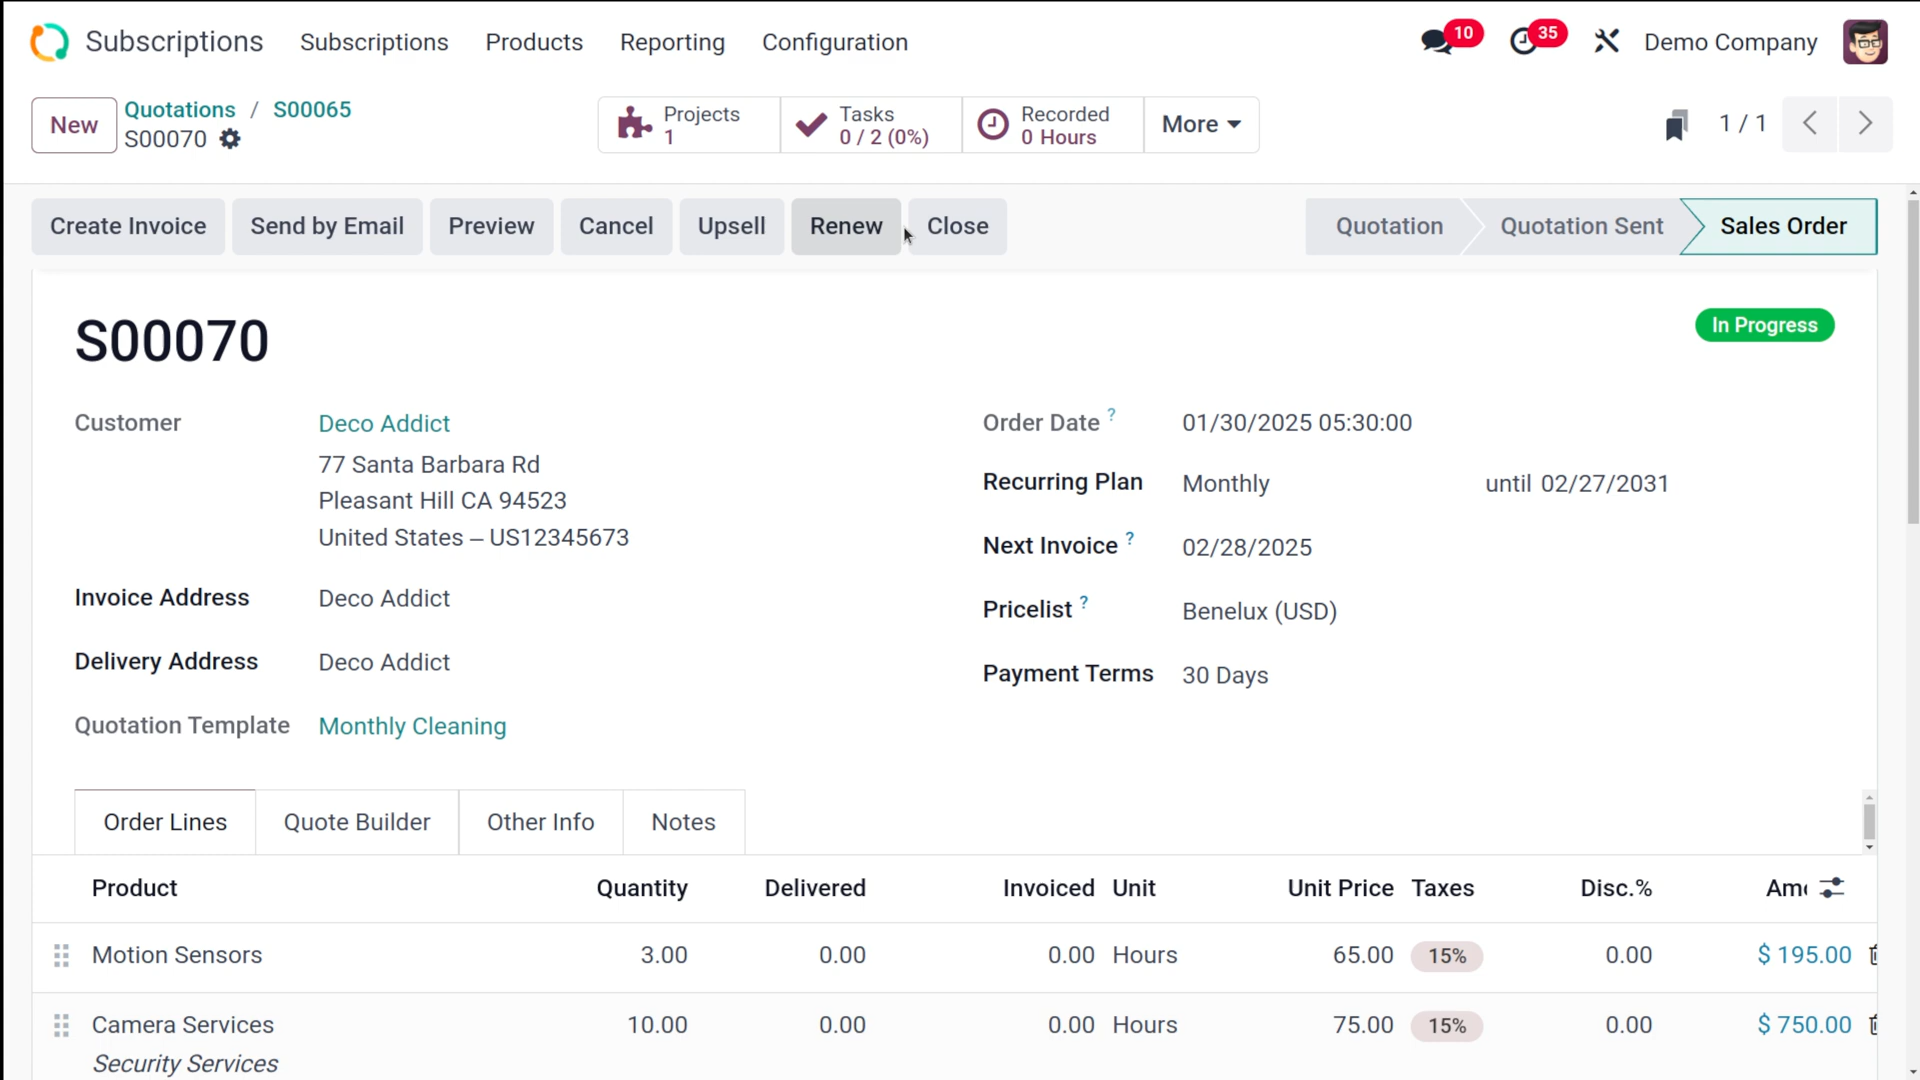 Subscriptions Subscriptions Products Reporting Configuration 10 35 Demo Company
New Quotations / S00065
S00070
Projects 1
Tasks 0 / 2 (0%)
Recorded 0 Hours
More
1 / 1
Create Invoice Send by Email Preview Cancel Upsell Renew Close Quotation Quotation Sent Sales Order
S00070
In Progress
Customer Deco Addict
77 Santa Barbara Rd
Pleasant Hill CA 94523
United States – US12345673
Invoice Address Deco Addict
Delivery Address Deco Addict
Quotation Template Monthly Cleaning
Order Date ? 01/30/2025 05:30:00
Recurring Plan Monthly until 02/27/2031
Next Invoice ? 02/28/2025
Pricelist ? Benelux (USD)
Payment Terms 30 Days
Order Lines Quote Builder Other Info Notes
Product Quantity Delivered Invoiced Unit Unit Price Taxes Disc.%
Motion Sensors 3.00 0.00 0.00 Hours 65.00 15% 0.00 $ 195.00
Camera Services 10.00 0.00 0.00 Hours 75.00 15% 0.00 $ 750.00
Security Services